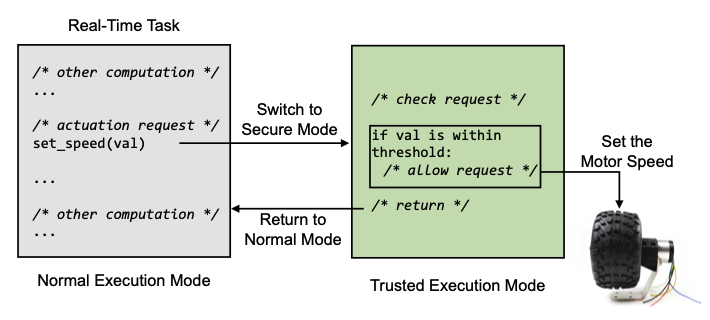 Real-Time Task
/* other computation */
...
/* actuation request */
set_speed(val)
...
/* other computation */
...
Normal Execution Mode
Switch to
Secure Mode
Return to
Normal Mode
/* check request */
if val is within
threshold:
/* allow request */
/* return */
Trusted Execution Mode
Set the
Motor Speed